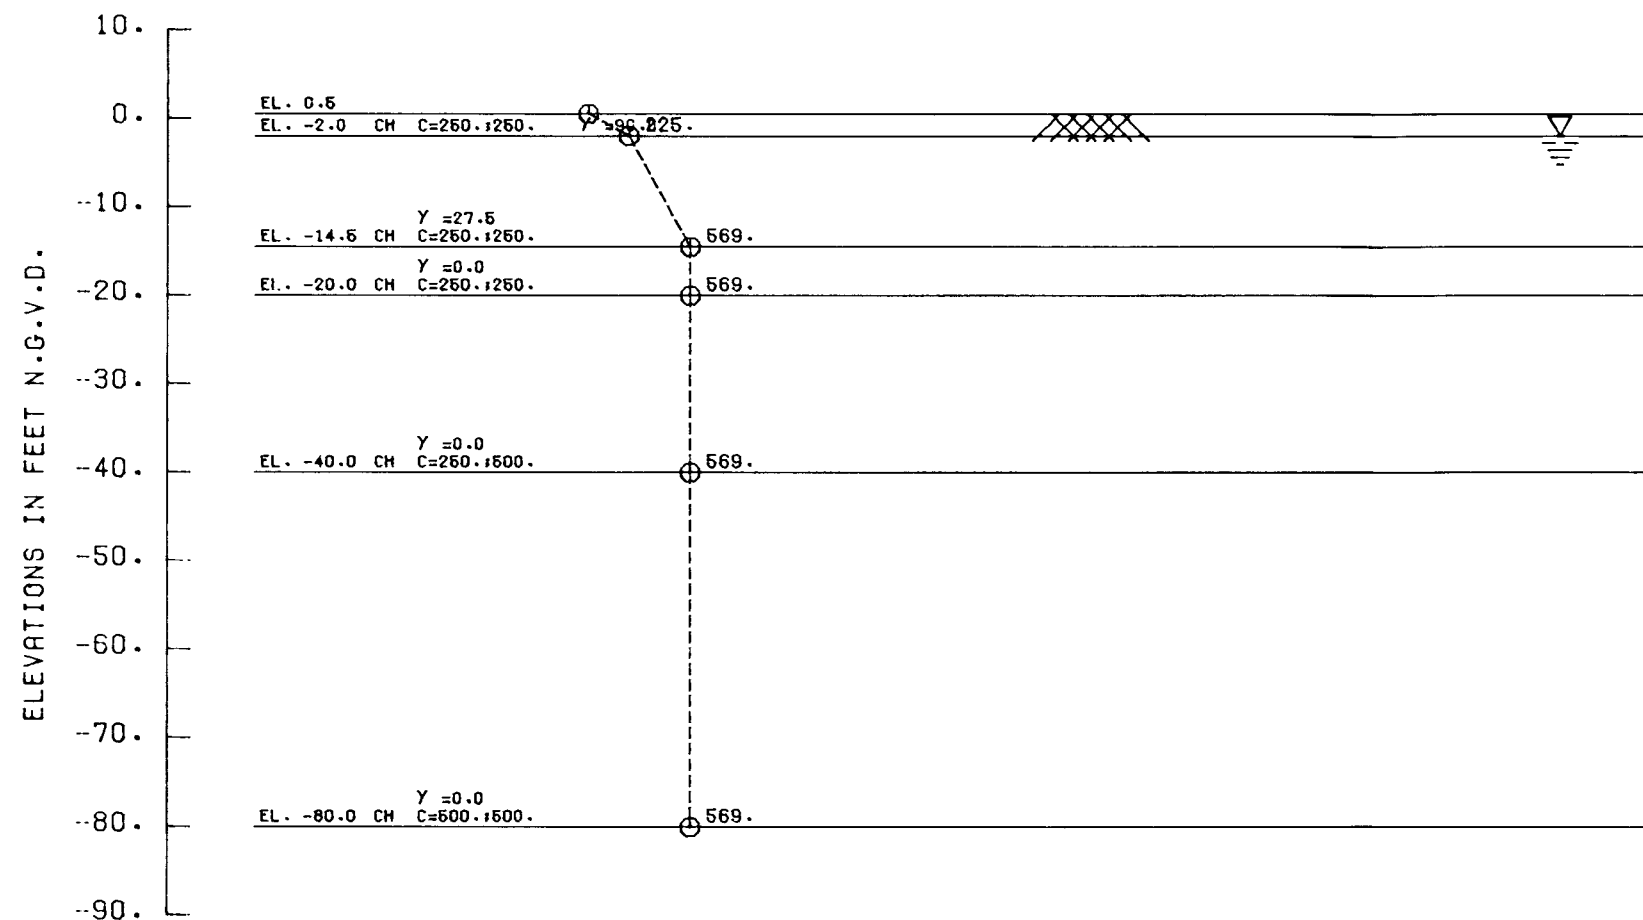 10.
EL. 0.5
0.
EL. -2.0 CH C=250.;250. 225.
-10.
γ =27.5
EL. -14.5 CH C=250.;250. 569.
γ =0.0
EL. -20.0 CH C=250.;250. 569.
-20.
-30.
γ =0.0
EL. -40.0 CH C=250.;500. 569.
-40.
-50.
-60.
-70.
γ =0.0
EL. -80.0 CH C=500.;500. 569.
-80.
-90.
ELEVATIONS IN FEET N.G.V.D.